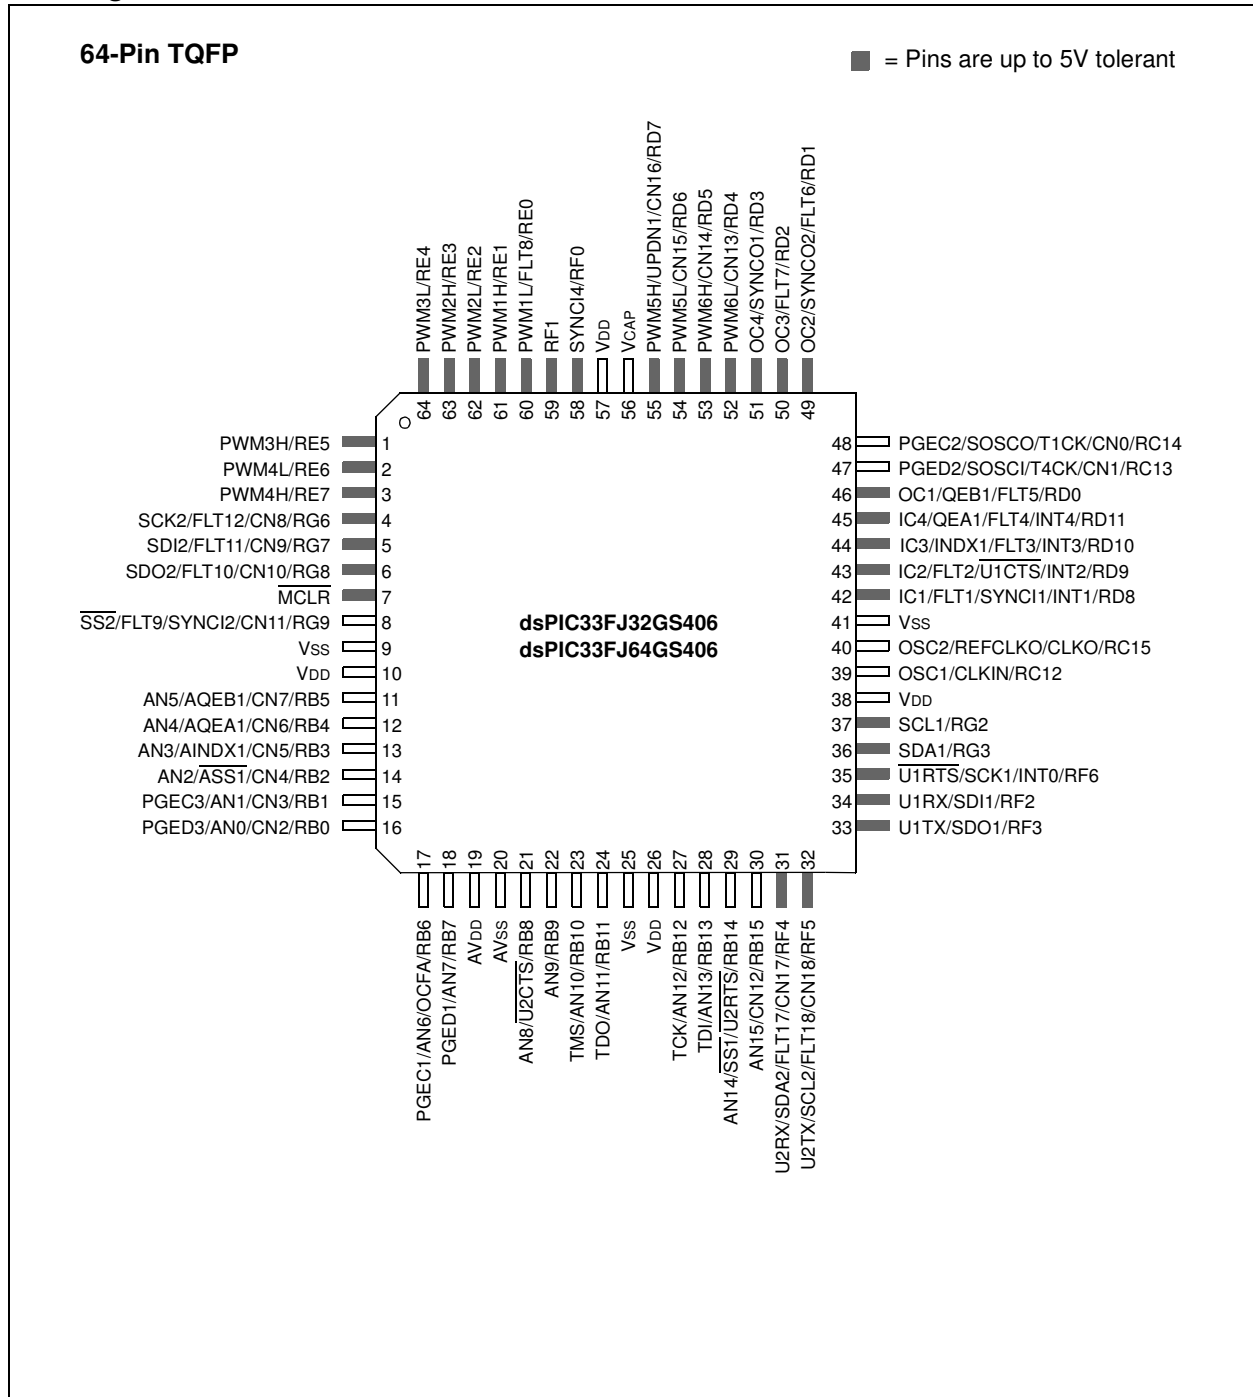 64-Pin TQFP
= Pins are up to 5V tolerant
PWM3L/RE4
PWM2H/RE3
PWM2L/RE2
PWM1H/RE1
PWM1L/FLT8/RE0
RF1
SYNCI4/RF0
VDD
VCAP
PWM5H/UPDN1/CN16/RD7
PWM5L/CN15/RD6
PWM6H/CN14/RD5
PWM6L/CN13/RD4
OC4/SYNCO1/RD3
OC3/FLT7/RD2
OC2/SYNCO2/FLT6/RD1
64 63 62 61 60 59 58 57 56 55 54 53 52 51 50 49
PWM3H/RE5 1
PWM4L/RE6 2
PWM4H/RE7 3
SCK2/FLT12/CN8/RG6 4
SDI2/FLT11/CN9/RG7 5
SDO2/FLT10/CN10/RG8 6
MCLR 7
SS2/FLT9/SYNCI2/CN11/RG9 8
VSS 9
VDD 10
AN5/AQEB1/CN7/RB5 11
AN4/AQEA1/CN6/RB4 12
AN3/AINDX1/CN5/RB3 13
AN2/ASS1/CN4/RB2 14
PGEC3/AN1/CN3/RB1 15
PGED3/AN0/CN2/RB0 16
dsPIC33FJ32GS406
dsPIC33FJ64GS406
48 PGEC2/SOSCO/T1CK/CN0/RC14
47 PGED2/SOSCI/T4CK/CN1/RC13
46 OC1/QEB1/FLT5/RD0
45 IC4/QEA1/FLT4/INT4/RD11
44 IC3/INDX1/FLT3/INT3/RD10
43 IC2/FLT2/U1CTS/INT2/RD9
42 IC1/FLT1/SYNCI1/INT1/RD8
41 VSS
40 OSC2/REFCLKO/CLKO/RC15
39 OSC1/CLKIN/RC12
38 VDD
37 SCL1/RG2
36 SDA1/RG3
35 U1RTS/SCK1/INT0/RF6
34 U1RX/SDI1/RF2
33 U1TX/SDO1/RF3
17 18 19 20 21 22 23 24 25 26 27 28 29 30 31 32
PGEC1/AN6/OCFA/RB6
PGED1/AN7/RB7
AVDD
AVSS
AN8/U2CTS/RB8
AN9/RB9
TMS/AN10/RB10
TDO/AN11/RB11
VSS
VDD
TCK/AN12/RB12
TDI/AN13/RB13
AN14/SS1/U2RTS/RB14
AN15/CN12/RB15
U2RX/SDA2/FLT17/CN17/RF4
U2TX/SCL2/FLT18/CN18/RF5